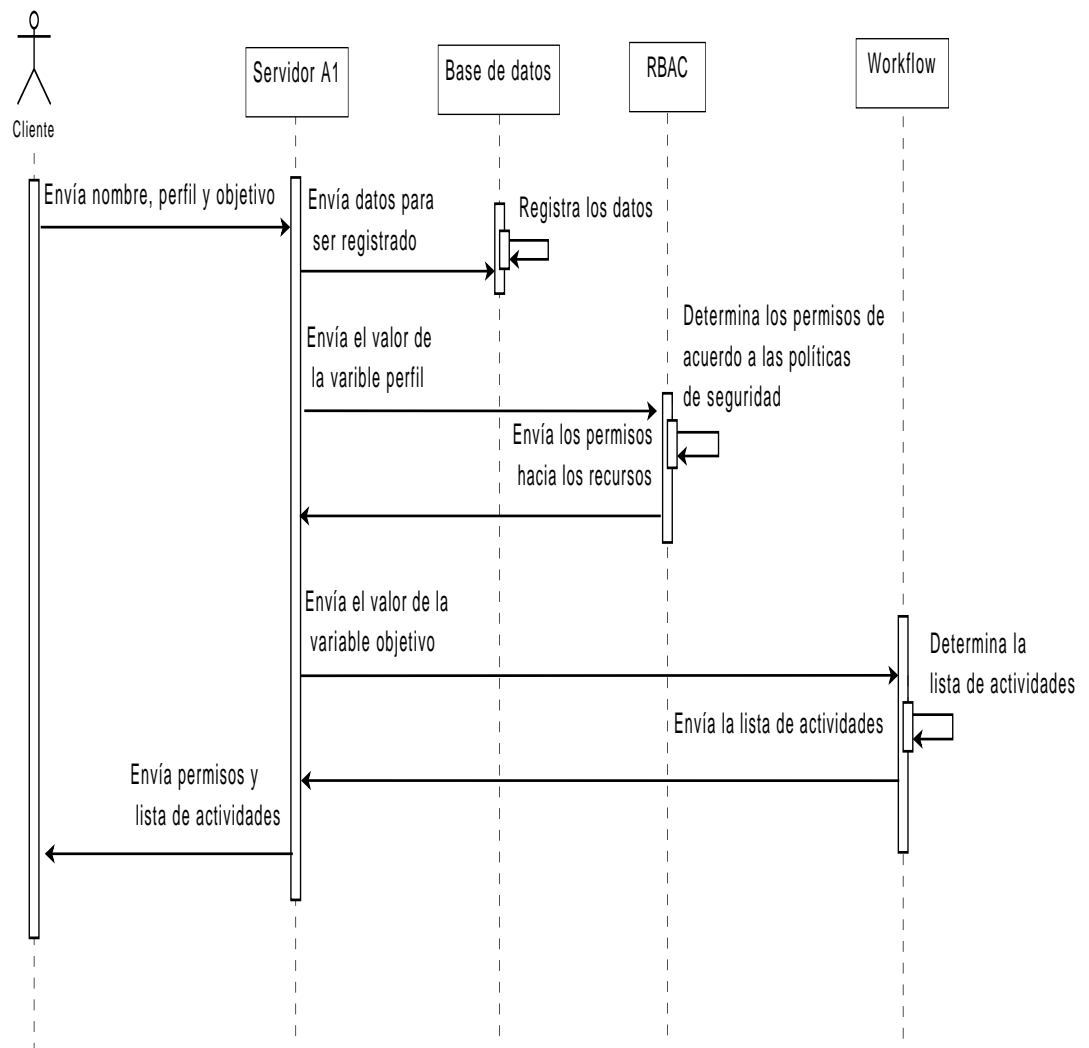 Servidor A1
Base de datos
RBAC
Workflow
Cliente
Envía nombre, perfil y objetivo
Envía datos para
ser registrado
Registra los datos
Envía el valor de
la varible perfil
Determina los permisos de
acuerdo a las políticas
de seguridad
Envía los permisos
hacia los recursos
Envía el valor de la
variable objetivo
Determina la
lista de actividades
Envía la lista de actividades
Envía permisos y
lista de actividades